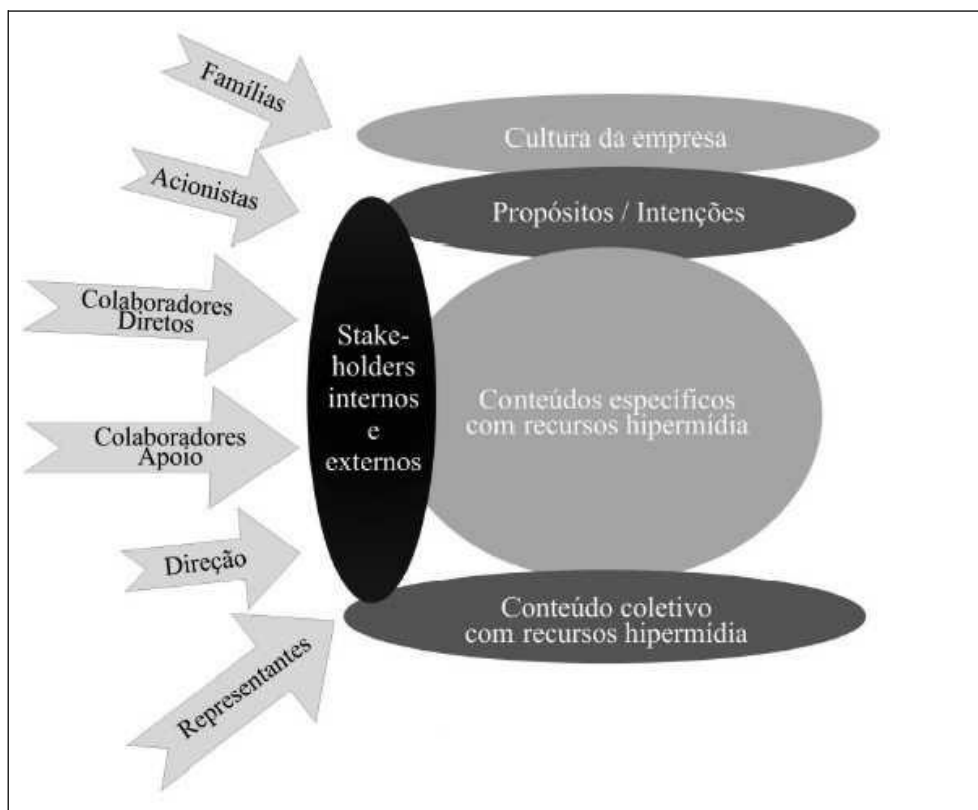 Famílias
Acionistas
Colaboradores
Diretos
Colaboradores
Apoio
Direção
Representantes
Stake-
holders
internos
e
externos
Cultura da empresa
Propósitos / Intenções
Conteúdos específicos
com recursos hipermídia
Conteúdo coletivo
com recursos hipermídia